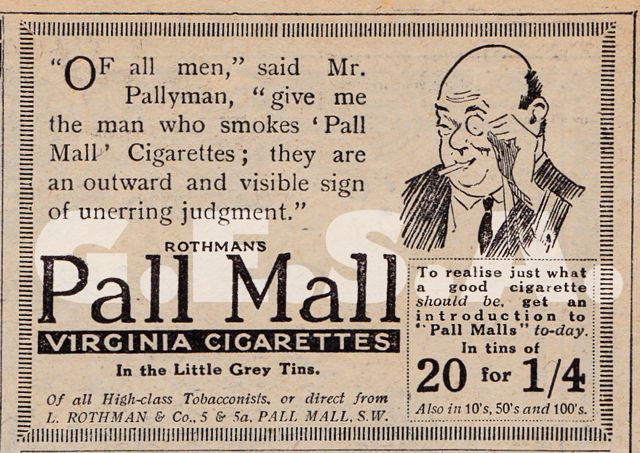 “OF all men,” said Mr.
Pallyman, “give me
the man who smokes ‘Pall
Mall’ Cigarettes; they are
an outward and visible sign
of unerring judgment.”
ROTHMAN'S
Pall Mall
VIRGINIA CIGARETTES
In the Little Grey Tins.
Of all High-class Tobacconists, or direct from
L. ROTHMAN & Co., 5 & 5a, PALL MALL, S.W.
To realise just what
a good cigarette
should be, get an
introduction to
“Pall Malls” to-day.
In tins of
20 for 1/4
Also in 10's, 50's and 100's.
G.E.S.A.